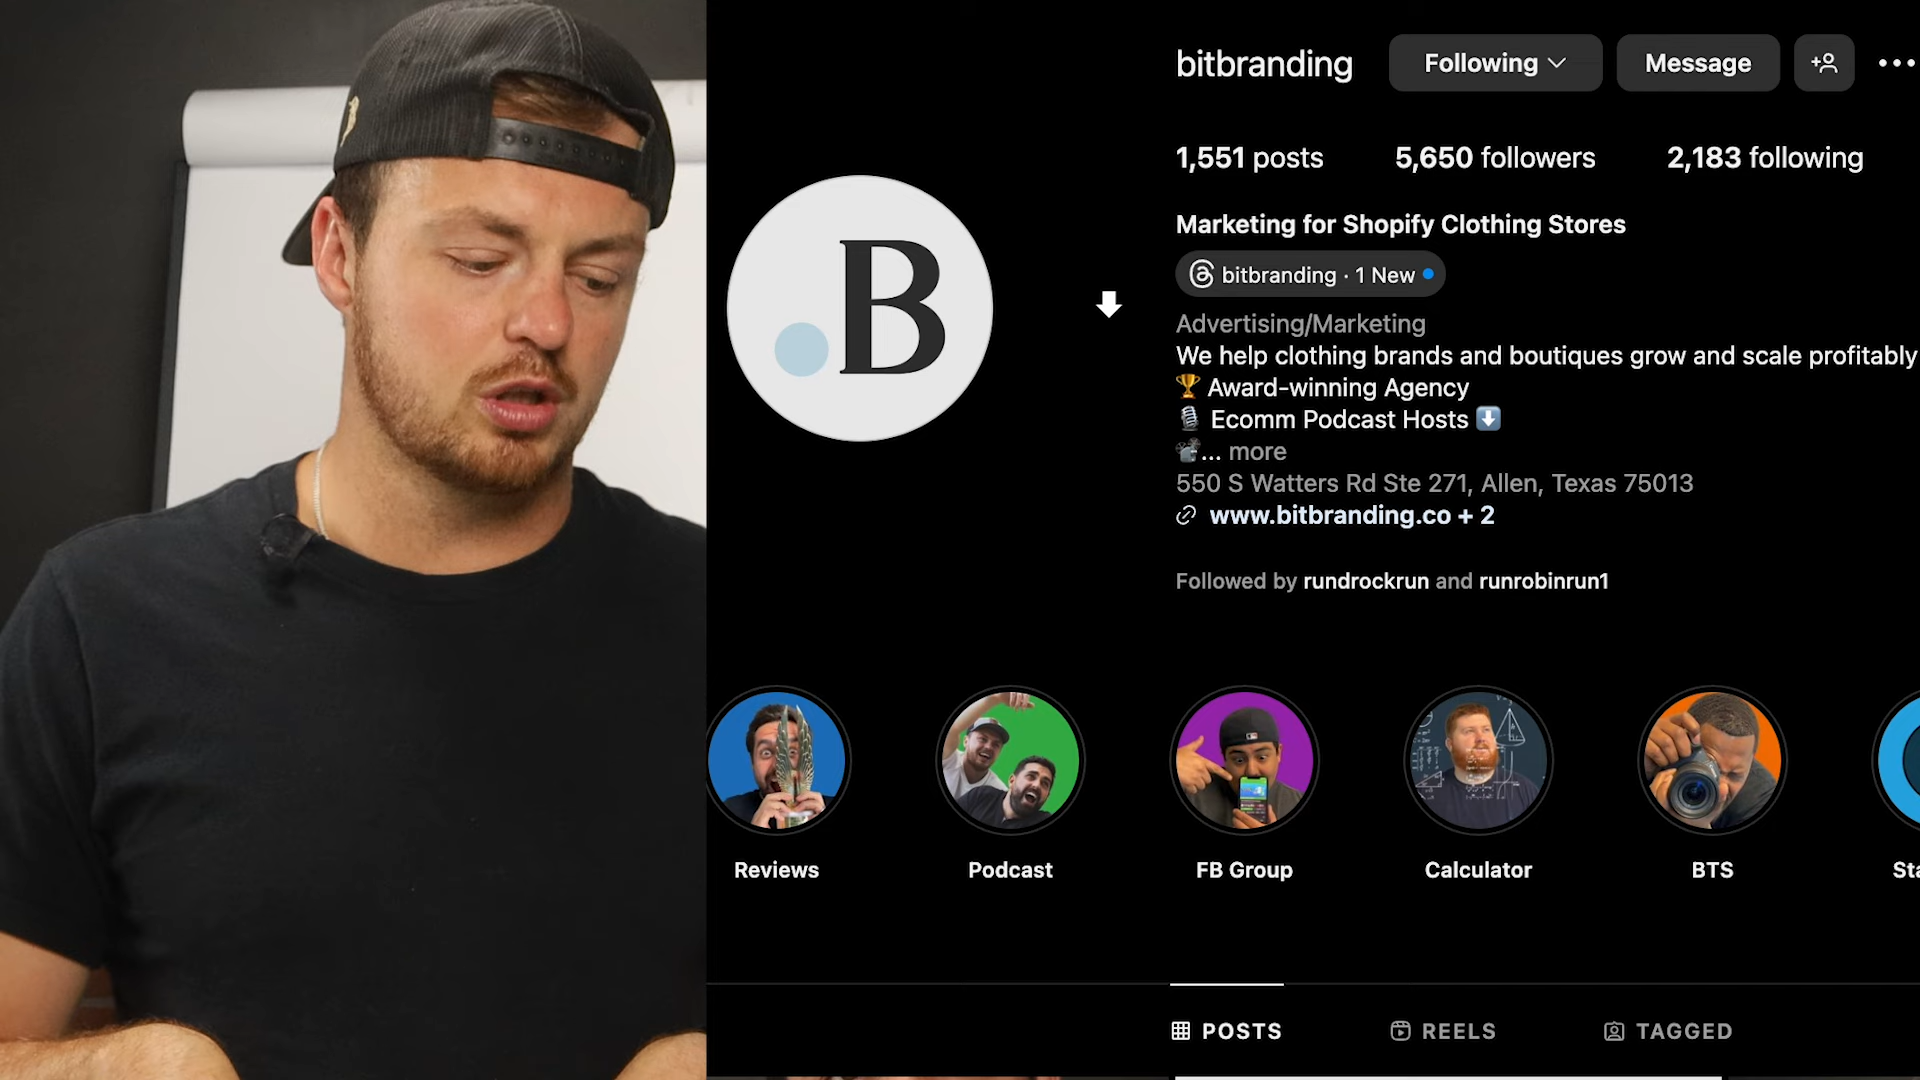 bitbranding
Following
Message
1,551 posts
5,650 followers
2,183 following
B
Marketing for Shopify Clothing Stores
bitbranding · 1 New
Advertising/Marketing
We help clothing brands and boutiques grow and scale profitably
Award-winning Agency
Ecomm Podcast Hosts
... more
550 S Watters Rd Ste 271, Allen, Texas 75013
www.bitbranding.co + 2
Followed by rundrockrun and runrobinrun1
Reviews
Podcast
FB Group
Calculator
BTS
POSTS
REELS
TAGGED